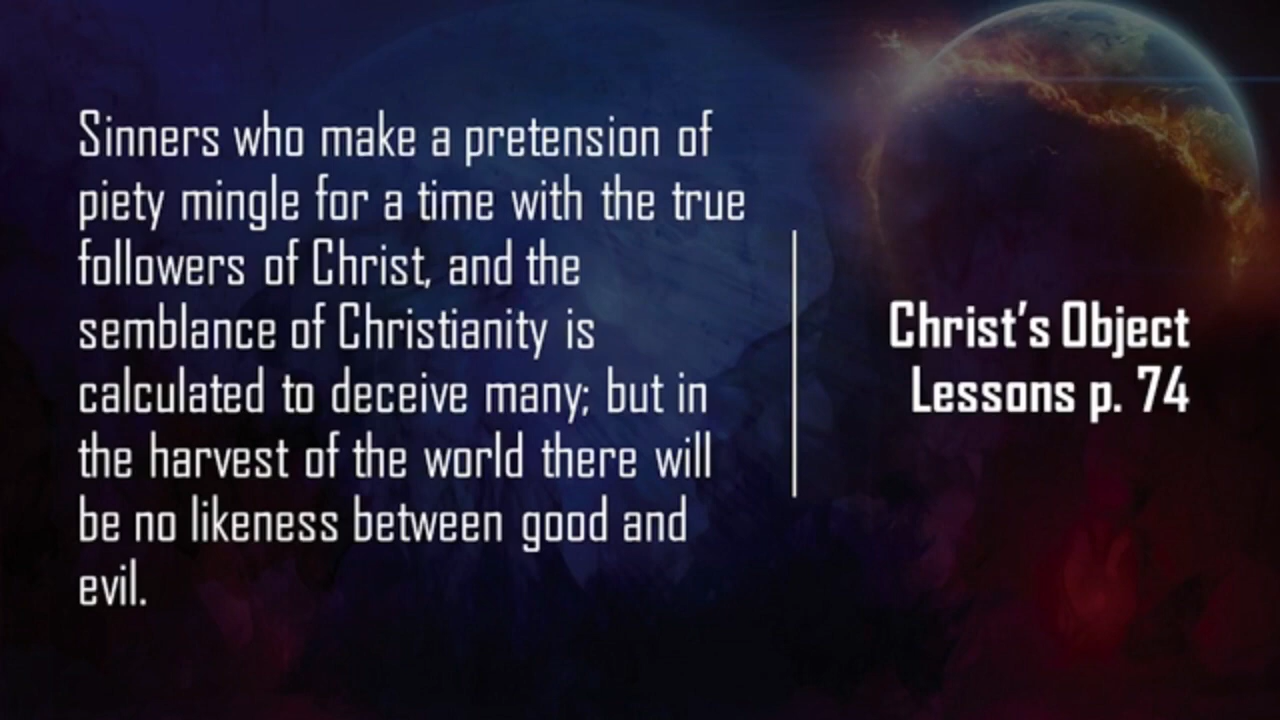 Sinners who make a pretension of
piety mingle for a time with the true
followers of Christ, and the
semblance of Christianity is
calculated to deceive many; but in
the harvest of the world there will
be no likeness between good and
evil.
Christ’s Object
Lessons p. 74